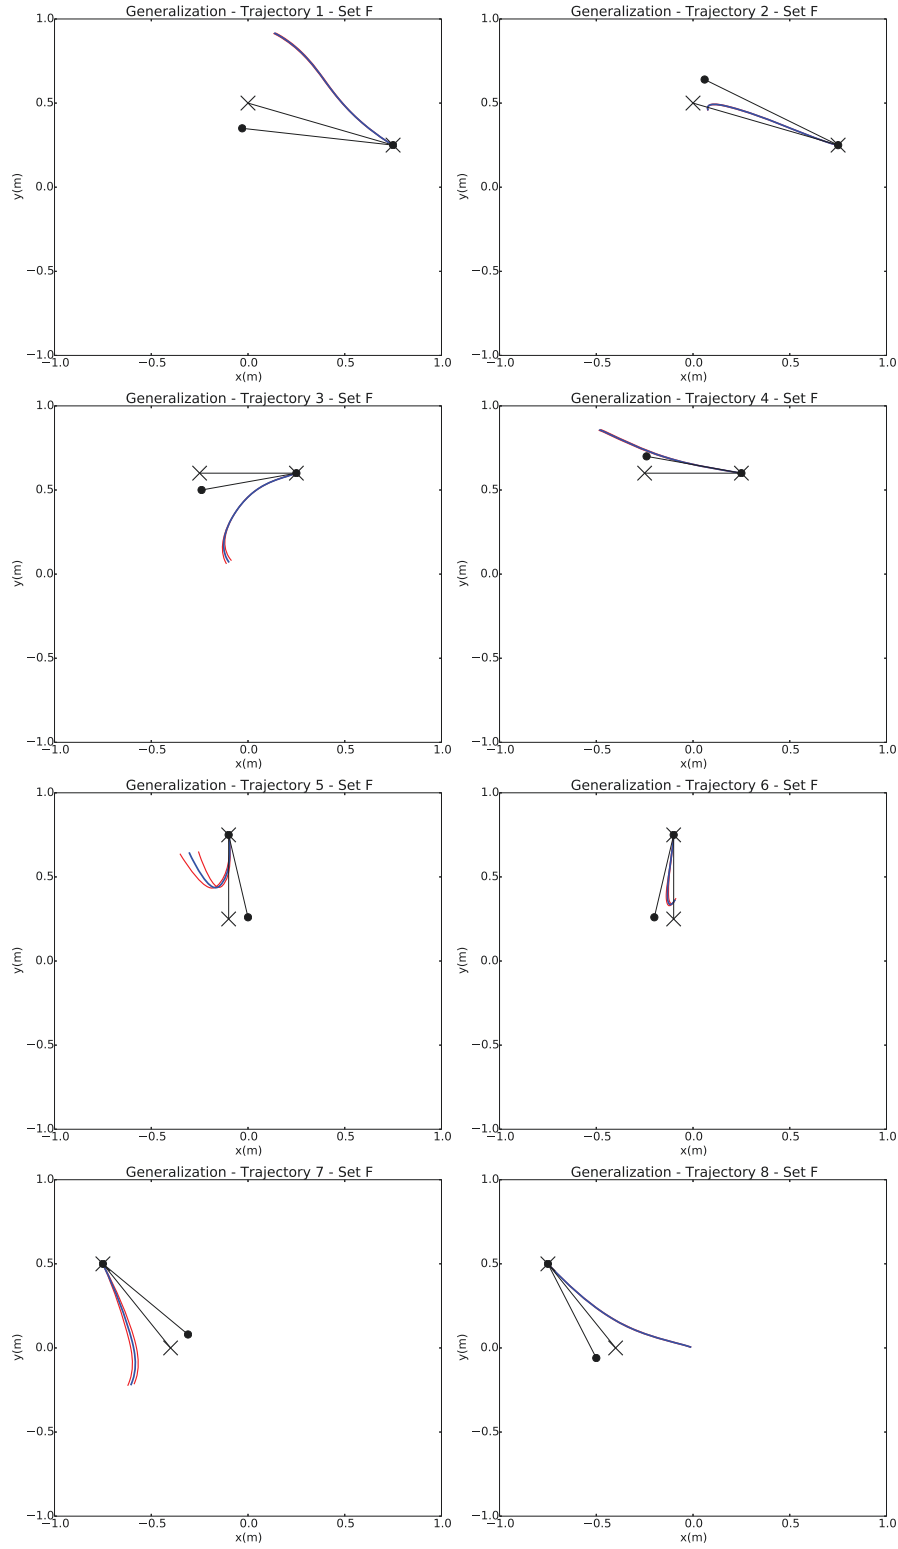 Generalization - Trajectory 1 - Set F
Generalization - Trajectory 2 - Set F
1.0
0.5
0.0
−0.5
−1.0
y(m)
−1.0 −0.5 0.0 0.5 1.0
x(m)
1.0
0.5
0.0
−0.5
−1.0
y(m)
−1.0 −0.5 0.0 0.5 1.0
x(m)
Generalization - Trajectory 3 - Set F
Generalization - Trajectory 4 - Set F
1.0
0.5
0.0
−0.5
−1.0
y(m)
−1.0 −0.5 0.0 0.5 1.0
x(m)
1.0
0.5
0.0
−0.5
−1.0
y(m)
−1.0 −0.5 0.0 0.5 1.0
x(m)
Generalization - Trajectory 5 - Set F
Generalization - Trajectory 6 - Set F
1.0
0.5
0.0
−0.5
−1.0
y(m)
−1.0 −0.5 0.0 0.5 1.0
x(m)
1.0
0.5
0.0
−0.5
−1.0
y(m)
−1.0 −0.5 0.0 0.5 1.0
x(m)
Generalization - Trajectory 7 - Set F
Generalization - Trajectory 8 - Set F
1.0
0.5
0.0
−0.5
−1.0
y(m)
−1.0 −0.5 0.0 0.5 1.0
x(m)
1.0
0.5
0.0
−0.5
−1.0
y(m)
−1.0 −0.5 0.0 0.5 1.0
x(m)